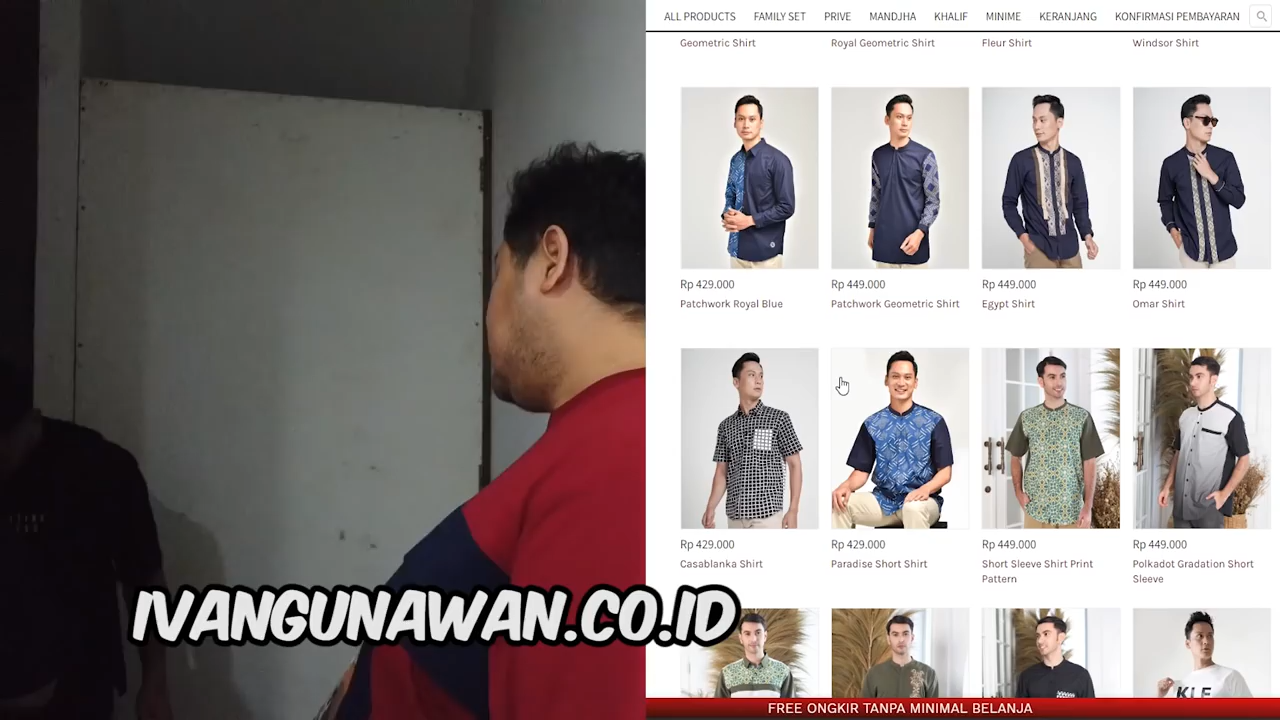 ALL PRODUCTS FAMILY SET PRIVE MANDJHA KHALIF MINIME KERANJANG KONFIRMASI PEMBAYARAN
Geometric Shirt
Royal Geometric Shirt
Fleur Shirt
Windsor Shirt
Rp 429.000
Patchwork Royal Blue
Rp 449.000
Patchwork Geometric Shirt
Rp 449.000
Egypt Shirt
Rp 449.000
Omar Shirt
Rp 429.000
Casablanka Shirt
Rp 429.000
Paradise Short Shirt
Rp 449.000
Short Sleeve Shirt Print
Pattern
Rp 449.000
Polkadot Gradation Short
Sleeve
IVANGUNAWAN.CO.ID
FREE ONGKIR TANPA MINIMAL BELANJA